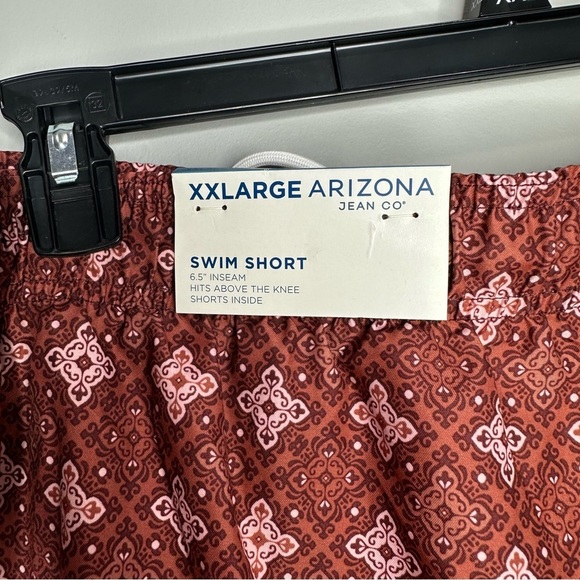 XXLARGE ARIZONA
JEAN CO®
SWIM SHORT
6.5" INSEAM
HITS ABOVE THE KNEE
SHORTS INSIDE